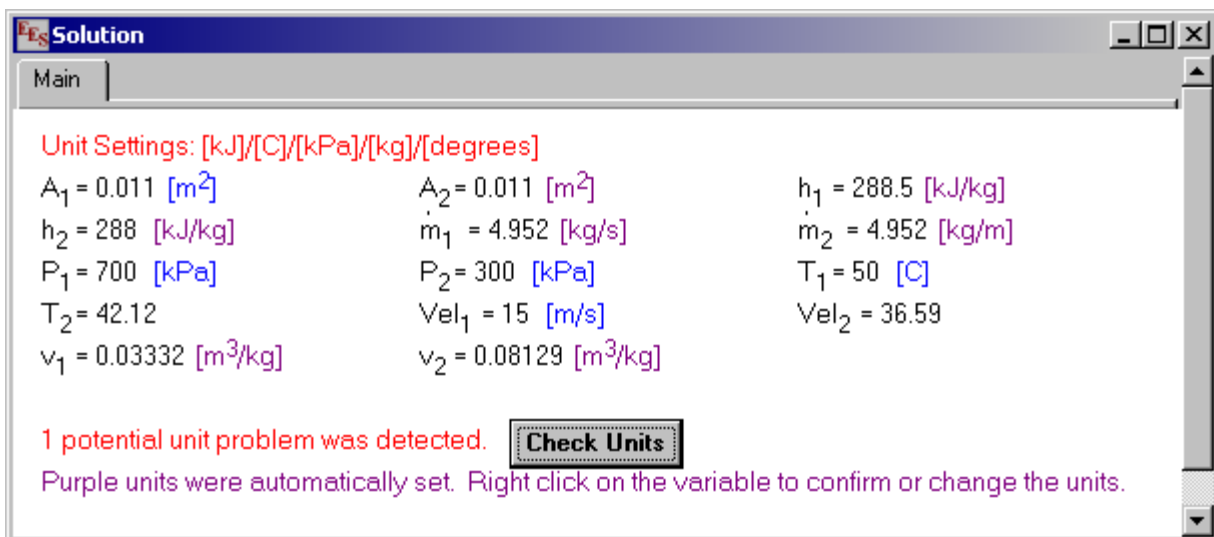 EES Solution
Main
Unit Settings: [kJ]/[C]/[kPa]/[kg]/[degrees]
A₁ = 0.011 [m²] A₂ = 0.011 [m²] h₁ = 288.5 [kJ/kg]
h₂ = 288 [kJ/kg] ṁ₁ = 4.952 [kg/s] ṁ₂ = 4.952 [kg/m]
P₁ = 700 [kPa] P₂ = 300 [kPa] T₁ = 50 [C]
T₂ = 42.12 Vel₁ = 15 [m/s] Vel₂ = 36.59
v₁ = 0.03332 [m³/kg] v₂ = 0.08129 [m³/kg]
1 potential unit problem was detected. Check Units
Purple units were automatically set. Right click on the variable to confirm or change the units.